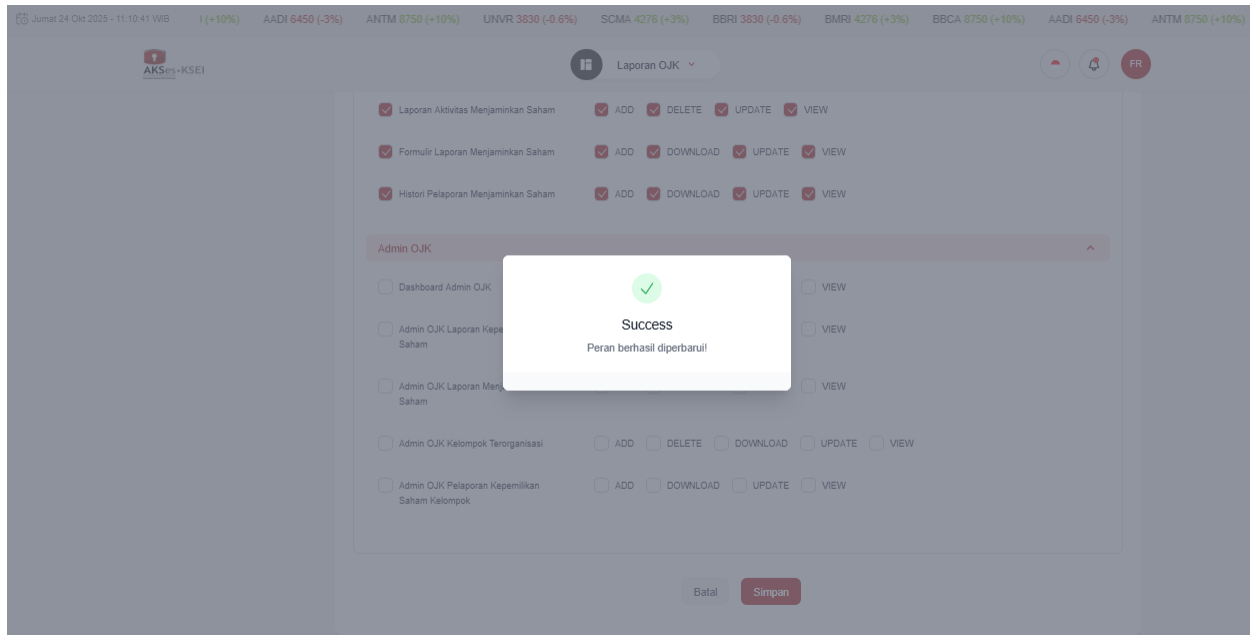 Jumat 24 Okt 2025 - 11:10:41 WIB I (+10%) AADI 6450 (-3%) ANTM 8750 (+10%) UNVR 3830 (-0.6%) SCMA 4276 (+3%) BBRI 3830 (-0.6%) BMRI 4276 (+3%) BBCA 8750 (+10%) AADI 6450 (-3%) ANTM 8750 (+10%)
AKSes•KSEI
Laporan OJK
FR
Laporan Aktivitas Menjaminkan Saham ADD DELETE UPDATE VIEW
Formulir Laporan Menjaminkan Saham ADD DOWNLOAD UPDATE VIEW
Histori Pelaporan Menjaminkan Saham ADD DOWNLOAD UPDATE VIEW
Admin OJK
Dashboard Admin OJK VIEW
Admin OJK Laporan Kepe VIEW
Saham
Admin OJK Laporan Menj VIEW
Saham
Success
Peran berhasil diperbarui!
Admin OJK Kelompok Terorganisasi ADD DELETE DOWNLOAD UPDATE VIEW
Admin OJK Pelaporan Kepemilikan ADD DOWNLOAD UPDATE VIEW
Saham Kelompok
Batal Simpan